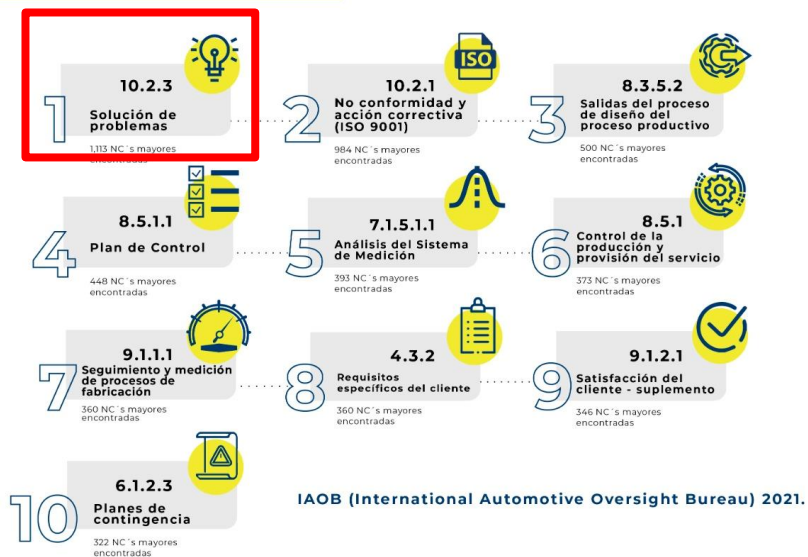 1
10.2.3
Solución de
problemas
1,113 NC´s mayores
encontradas
2
ISO
10.2.1
No conformidad y
acción correctiva
(ISO 9001)
984 NC´s mayores
encontradas
3
8.3.5.2
Salidas del proceso
de diseño del
proceso productivo
500 NC´s mayores
encontradas
4
8.5.1.1
Plan de Control
448 NC´s mayores
encontradas
5
7.1.5.1.1
Análisis del Sistema
de Medición
393 NC´s mayores
encontradas
6
8.5.1
Control de la
producción y
provisión del servicio
373 NC´s mayores
encontradas
7
9.1.1.1
Seguimiento y medición
de procesos de
fabricación
360 NC´s mayores
encontradas
8
4.3.2
Requisitos
específicos del cliente
360 NC´s mayores
encontradas
9
9.1.2.1
Satisfacción del
cliente - suplemento
346 NC´s mayores
encontradas
10
6.1.2.3
Planes de
contingencia
322 NC´s mayores
encontradas
IAOB (International Automotive Oversight Bureau) 2021.